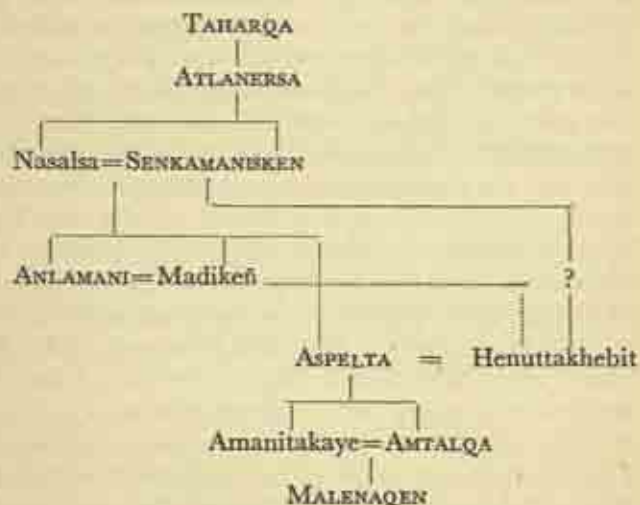 TAHARQA
ATLANERSA
Nasalsa=SENKAMANISKEN
ANLAMANI=Madikeñ ?
ASPELTA = Henuttakhebit
Amanitakaye=AMTALQA
MALENAQEN